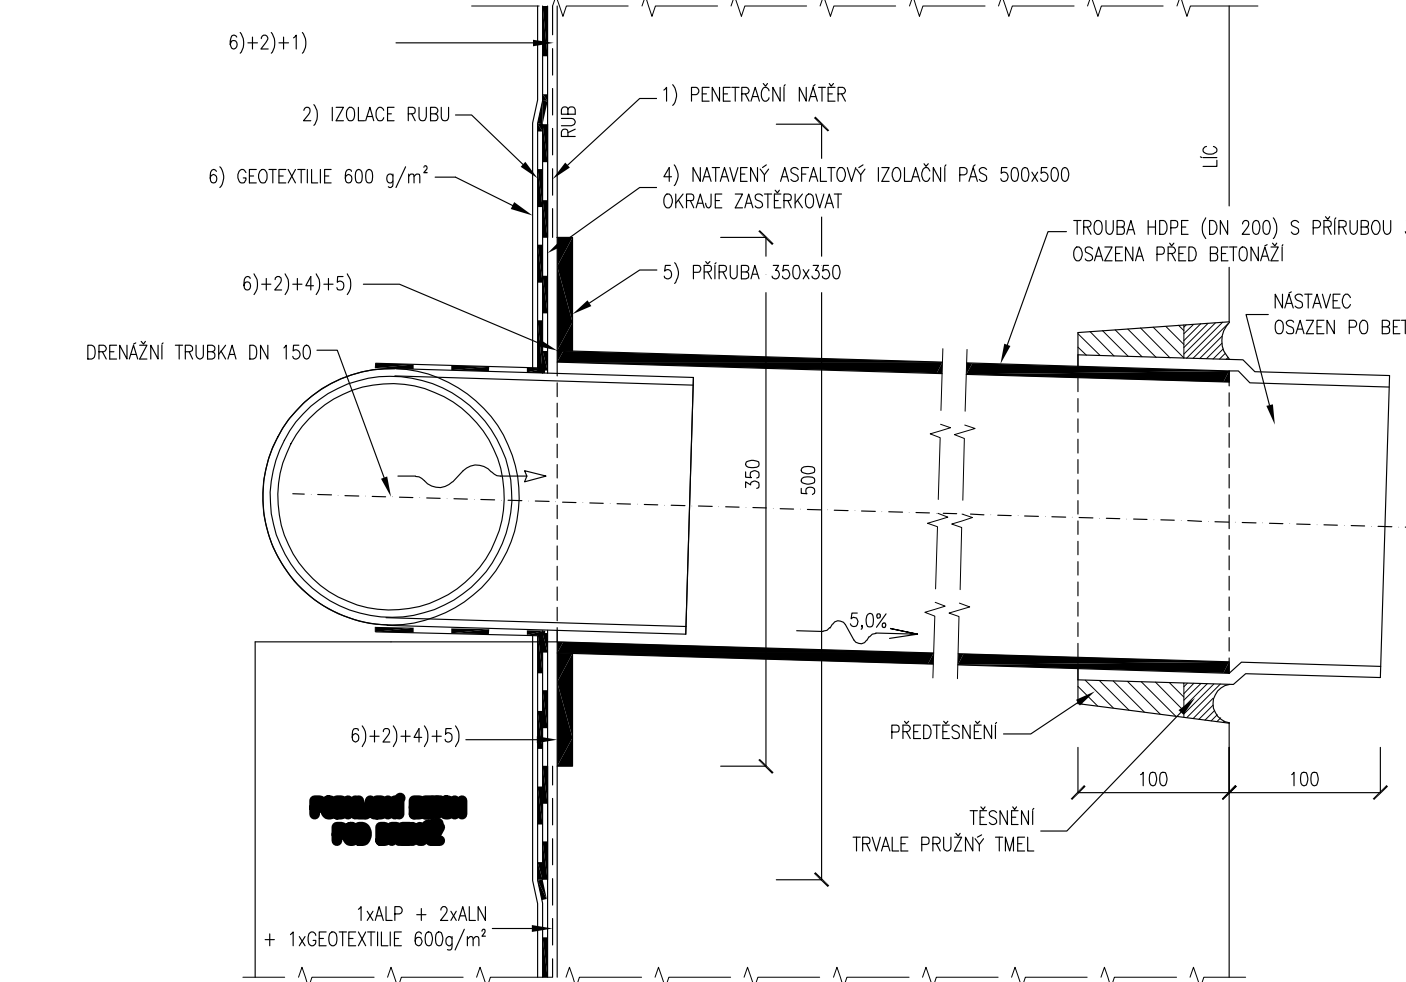 6)+2)+1)
1) PENETRAČNÍ NÁTĚR
2) IZOLACE RUBU
RUB
LÍC
6) GEOTEXTILIE 600 g/m²
4) NATAVENÝ ASFALTOVÝ IZOLAČNÍ PÁS 500x500
OKRAJE ZASTĚRKOVAT
TROUBA HDPE (DN 200) S PŘÍRUBOU
OSAZENA PŘED BETONÁŽÍ
5) PŘÍRUBA 350x350
6)+2)+4)+5)
NÁSTAVEC
OSAZEN PO
DRENÁŽNÍ TRUBKA DN 150
350
500
5,0%
PŘEDTĚSNĚNÍ
6)+2)+4)+5)
100
100
TĚSNĚNÍ
TRVALE PRUŽNÝ TMEL
POD
1xALP + 2xALN
+ 1xGEOTEXTILIE 600g/m²